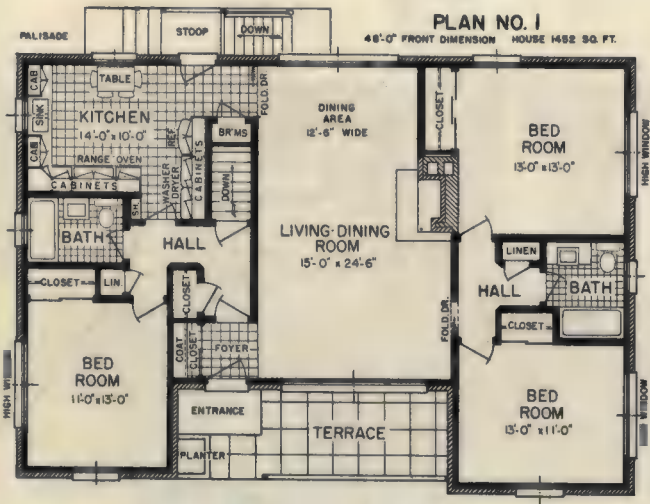 PLAN NO. 1
PALISADE
48'-0" FRONT DIMENSION HOUSE 1452 SQ. FT.
STOOP
DOWN
CAB
TABLE
SINK
KITCHEN
14'-0" x 10'-0"
CAB
RANGE OVEN
CABINETS
REF.
WASHER
DRYER
CABINETS
SH.
BR'MS
DOWN
FOLD. DR.
DINING
AREA
12'-6" WIDE
LIVING-DINING
ROOM
15'-0" x 24'-6"
CLOSET
BED
ROOM
13'-0" x 13'-0"
HIGH WINDOW
BATH
HALL
CLOSET
LIN.
CLOSET
COAT
CLOSET
FOYER
BED
ROOM
11'-0" x 13'-0"
HIGH WI
LINEN
HALL
BATH
FOLD. DR.
CLOSET
BED
ROOM
13'-0" x 11'-0"
WINDOW
ENTRANCE
PLANTER
TERRACE